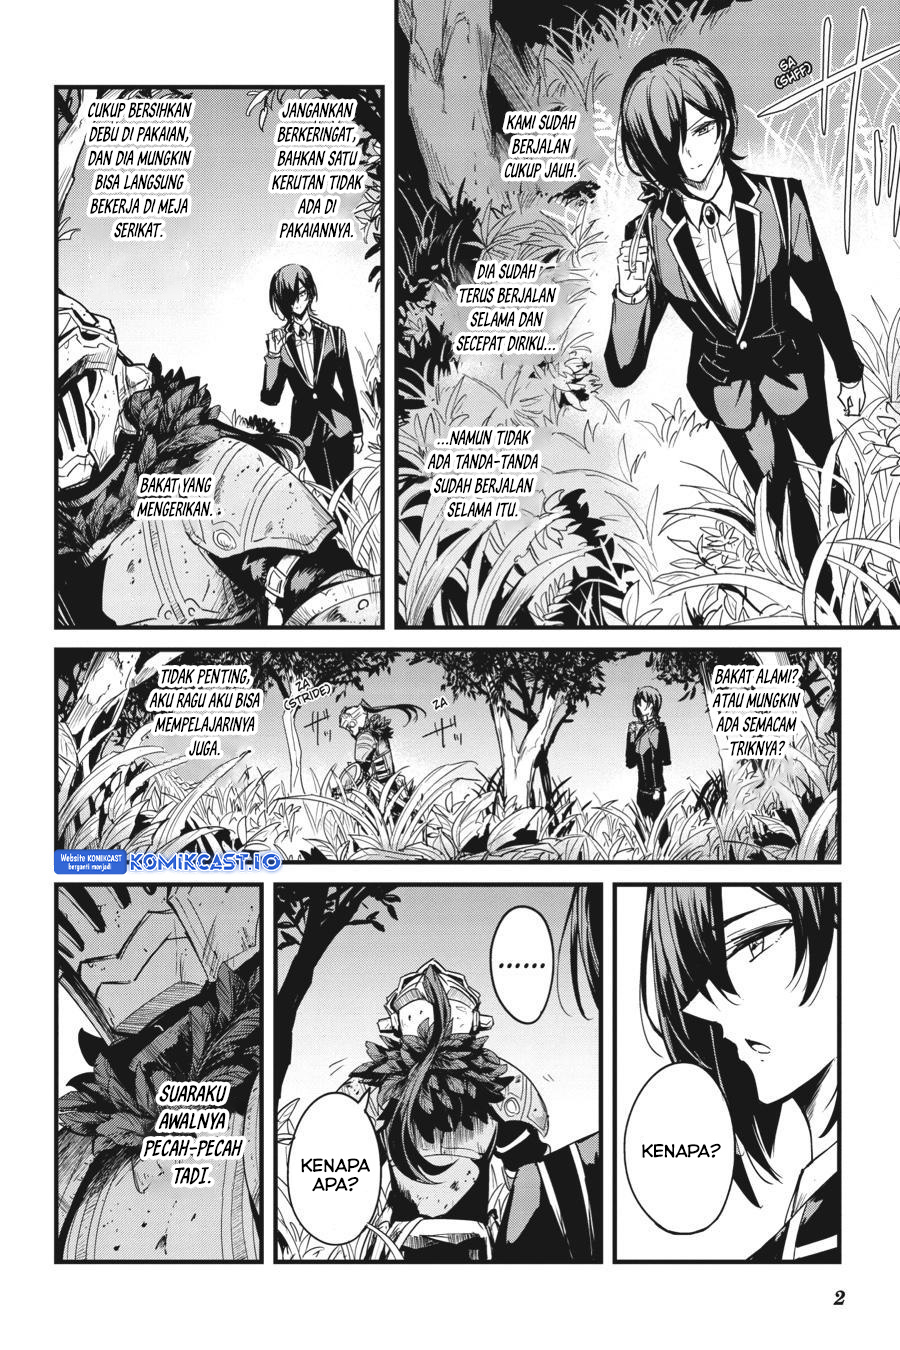 SA
(SHFF)
KAMI SUDAH
BERJALAN
CUKUP JAUH.
DIA SUDAH
TERUS BERJALAN
SELAMA DAN
SECEPAT DIRIKU...
...NAMUN TIDAK
ADA TANDA-TANDA
SUDAH BERJALAN
SELAMA ITU.
JANGANKAN
BERKERINGAT,
BAHKAN SATU
KERUTAN TIDAK
ADA DI
PAKAIANNYA.
CUKUP BERSIHKAN
DEBU DI PAKAIAN,
DAN DIA MUNGKIN
BISA LANGSUNG
BEKERJA DI MEJA
SERIKAT.
BAKAT YANG
MENGERIKAN.
BAKAT ALAMI?
ATAU MUNGKIN
ADA SEMACAM
TRIKNYA?
ZA
ザッ
ZA
(STRIDE)
ザッ
TIDAK PENTING,
AKU RAGU AKU BISA
MEMPELAJARINYA
JUGA.
Website KOMIKCAST
berganti menjadi
KOMIKCAST.IO
KENAPA?
......
KENAPA
APA?
SUARAKU
AWALNYA
PECAH-PECAH
TADI.
2